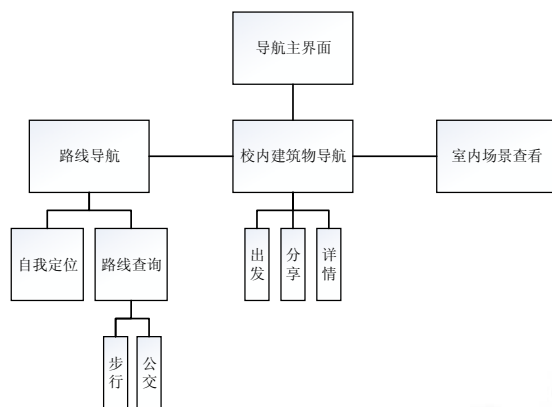 导航主界面
路线导航
校内建筑物导航
室内场景查看
自我定位
路线查询
出发
分享
详情
步行
公交